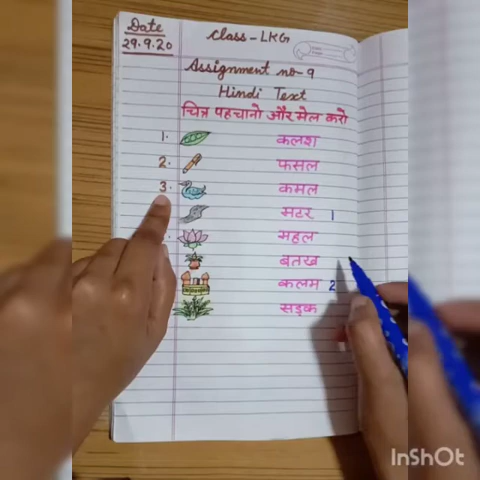 Date
29.9.20
Class - LKG
Assignment no-9
Hindi Text
चित्र पहचानो और मेल करो
1. कलश
2. फसल
3. कमल
मटर 1
महल
बतख
कलम 2
सड़क
InShOt